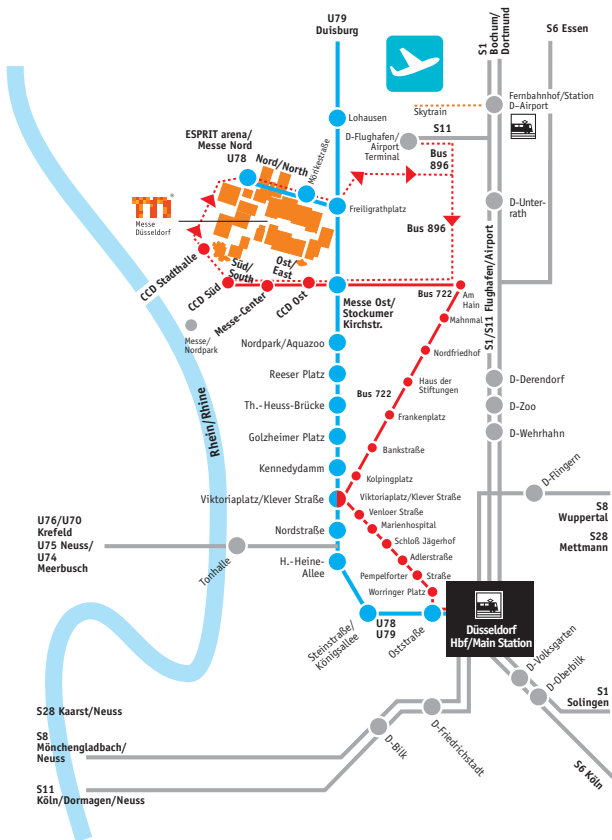 U79
Duisburg
S1
Bochum/
Dortmund
S6 Essen
Fernbahnhof/Station
D-Airport
Skytrain
Lohausen
S11
D-Flughafen/
Airport
Terminal
Bus
896
ESPRIT arena/
Messe Nord
U78
Nord/North
Mörikestraße
Messe
Düsseldorf
Freiligrathplatz
D-Unter-
rath
Bus 896
CCD Stadthalle
Süd/
South
Ost/
East
CCD Süd
Messe-Center
CCD Ost
Messe Ost/
Stockumer
Kirchstr.
Bus 722
Am
Hain
S1/S11 Flughafen/Airport
Messe/
Nordpark
Mahnmal
Nordpark/Aquazoo
Nordfriedhof
Reeser Platz
Haus der
Stiftungen
D-Derendorf
Bus 722
Th.-Heuss-Brücke
D-Zoo
Frankenplatz
Golzheimer Platz
D-Wehrhahn
Rhein/Rhine
Bankstraße
Kennedydamm
Kolpingplatz
D-Flingern
Viktoriaplatz/Klever Straße
Viktoriaplatz/Klever Straße
S8
Wuppertal
Venloer Straße
U76/U70
Krefeld
U75 Neuss/
U74
Meerbusch
Nordstraße
Marienhospital
S28
Mettmann
Schloß Jägerhof
Tonhalle
H.-Heine-
Allee
Adlerstraße
Pempelforter
Straße
Worringer Platz
Steinstraße/
Königsallee
U78
U79
Oststraße
Düsseldorf
Hbf/Main Station
D-Volksgarten
D-Oberbilk
S1
Solingen
S28 Kaarst/Neuss
S8
Mönchengladbach/
Neuss
D-Bilk
D-Friedrichstadt
S6 Köln
S11
Köln/Dormagen/Neuss